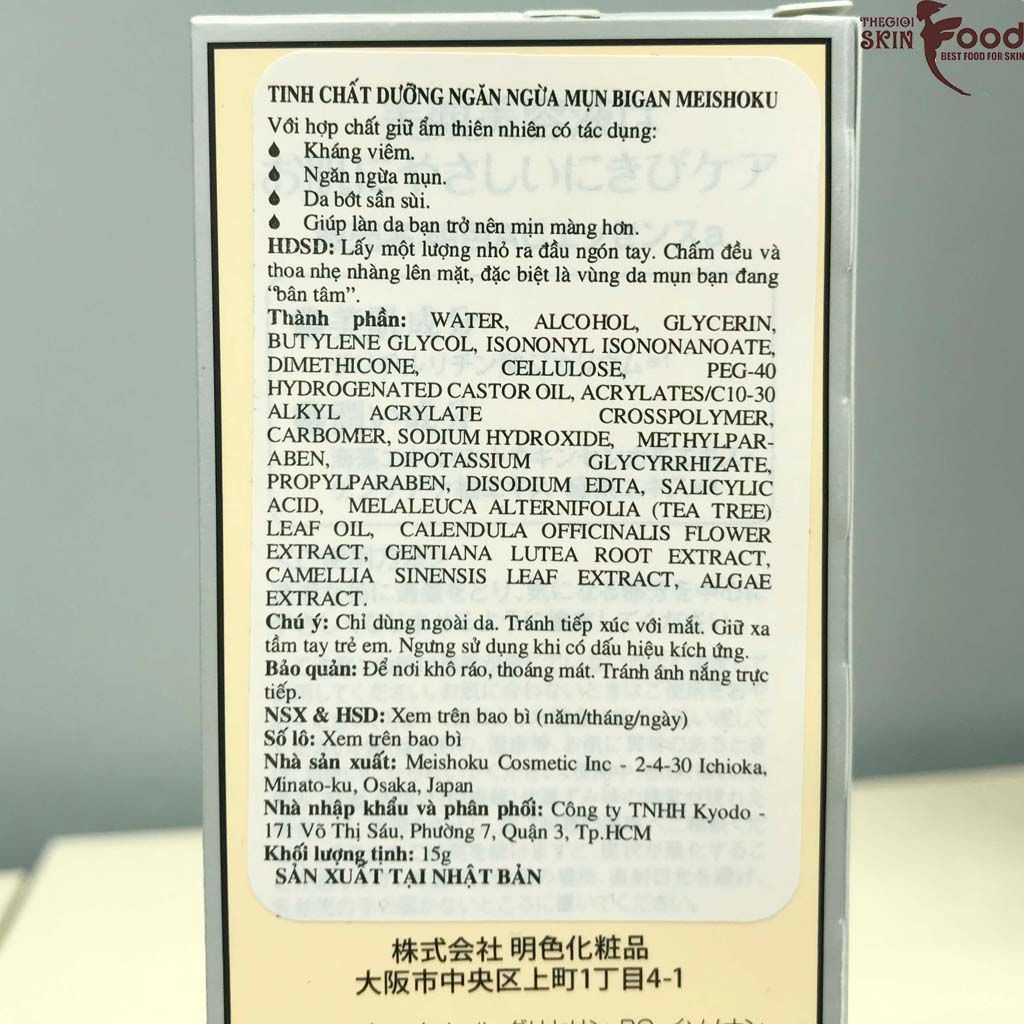 THEGIOI
SKIN Food
BEST FOOD FOR SKIN
TINH CHẤT DƯỠNG NGĂN NGỪA MỤN BIGAN MEISHOKU
Với hợp chất giữ ẩm thiên nhiên có tác dụng:
Kháng viêm.
Ngăn ngừa mụn.
Da bớt sần sùi.
Giúp làn da bạn trở nên mịn màng hơn.
HDSD: Lấy một lượng nhỏ ra đầu ngón tay. Chấm đều và
thoa nhẹ nhàng lên mặt, đặc biệt là vùng da mụn bạn đang
“bân tâm”.
Thành phần: WATER, ALCOHOL, GLYCERIN,
BUTYLENE GLYCOL, ISONONYL ISONONANOATE,
DIMETHICONE, CELLULOSE, PEG-40
HYDROGENATED CASTOR OIL, ACRYLATES/C10-30
ALKYL ACRYLATE CROSSPOLYMER,
CARBOMER, SODIUM HYDROXIDE, METHYLPAR-
ABEN, DIPOTASSIUM GLYCYRRHIZATE,
PROPYLPARABEN, DISODIUM EDTA, SALICYLIC
ACID, MELALEUCA ALTERNIFOLIA (TEA TREE)
LEAF OIL, CALENDULA OFFICINALIS FLOWER
EXTRACT, GENTIANA LUTEA ROOT EXTRACT,
CAMELLIA SINENSIS LEAF EXTRACT, ALGAE
EXTRACT.
Chú ý: Chỉ dùng ngoài da. Tránh tiếp xúc với mắt. Giữ xa
tầm tay trẻ em. Ngưng sử dụng khi có dấu hiệu kích ứng.
Bảo quản: Để nơi khô ráo, thoáng mát. Tránh ánh nắng trực
tiếp.
NSX & HSD: Xem trên bao bì (năm/tháng/ngày)
Số lô: Xem trên bao bì
Nhà sản xuất: Meishoku Cosmetic Inc - 2-4-30 Ichioka,
Minato-ku, Osaka, Japan
Nhà nhập khẩu và phân phối: Công ty TNHH Kyodo -
171 Võ Thị Sáu, Phường 7, Quận 3, Tp.HCM
Khối lượng tịnh: 15g
SẢN XUẤT TẠI NHẬT BẢN
株式会社 明色化粧品
大阪市中央区上町1丁目4-1